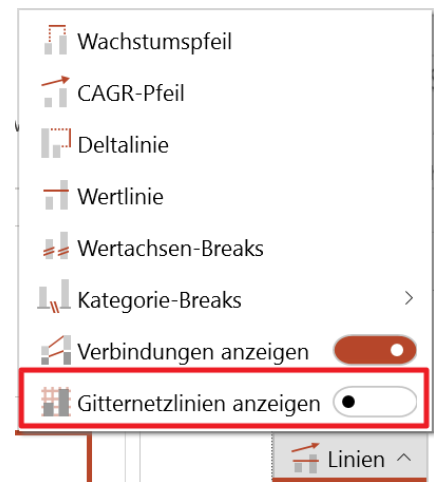 Wachstumspfeil
CAGR-Pfeil
Deltalinie
Wertlinie
Wertachsen-Breaks
Kategorie-Breaks
Verbindungen anzeigen
Gitternetzlinien anzeigen
Linien